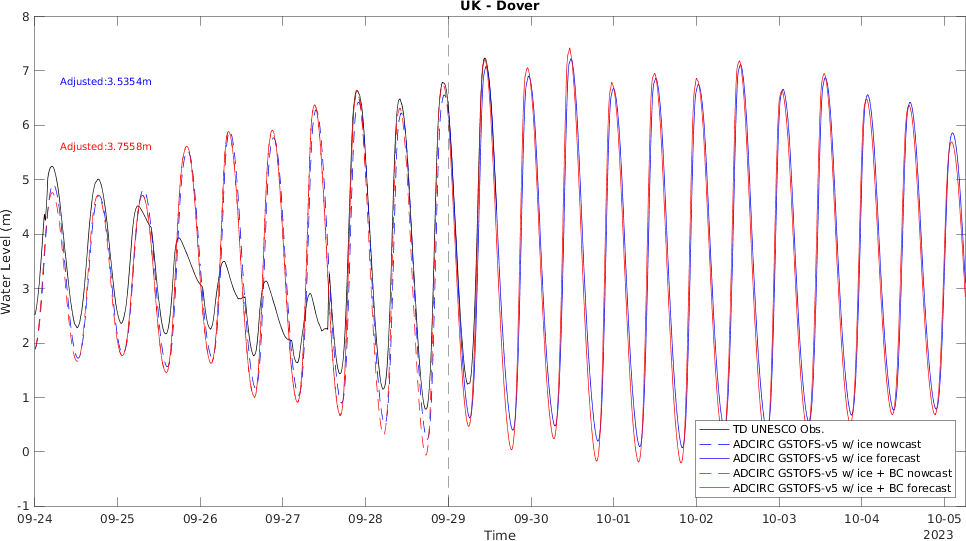 UK - Dover
8
7
6
5
4
3
2
1
0
-1
Water Level (m)
Adjusted:3.5354m
Adjusted:3.7558m
TD UNESCO Obs.
ADCIRC GSTOFS-v5 w/ ice nowcast
ADCIRC GSTOFS-v5 w/ ice forecast
ADCIRC GSTOFS-v5 w/ ice + BC nowcast
ADCIRC GSTOFS-v5 w/ ice + BC forecast
09-24 09-25 09-26 09-27 09-28 09-29 09-30 10-01 10-02 10-03 10-04 10-05
Time
2023